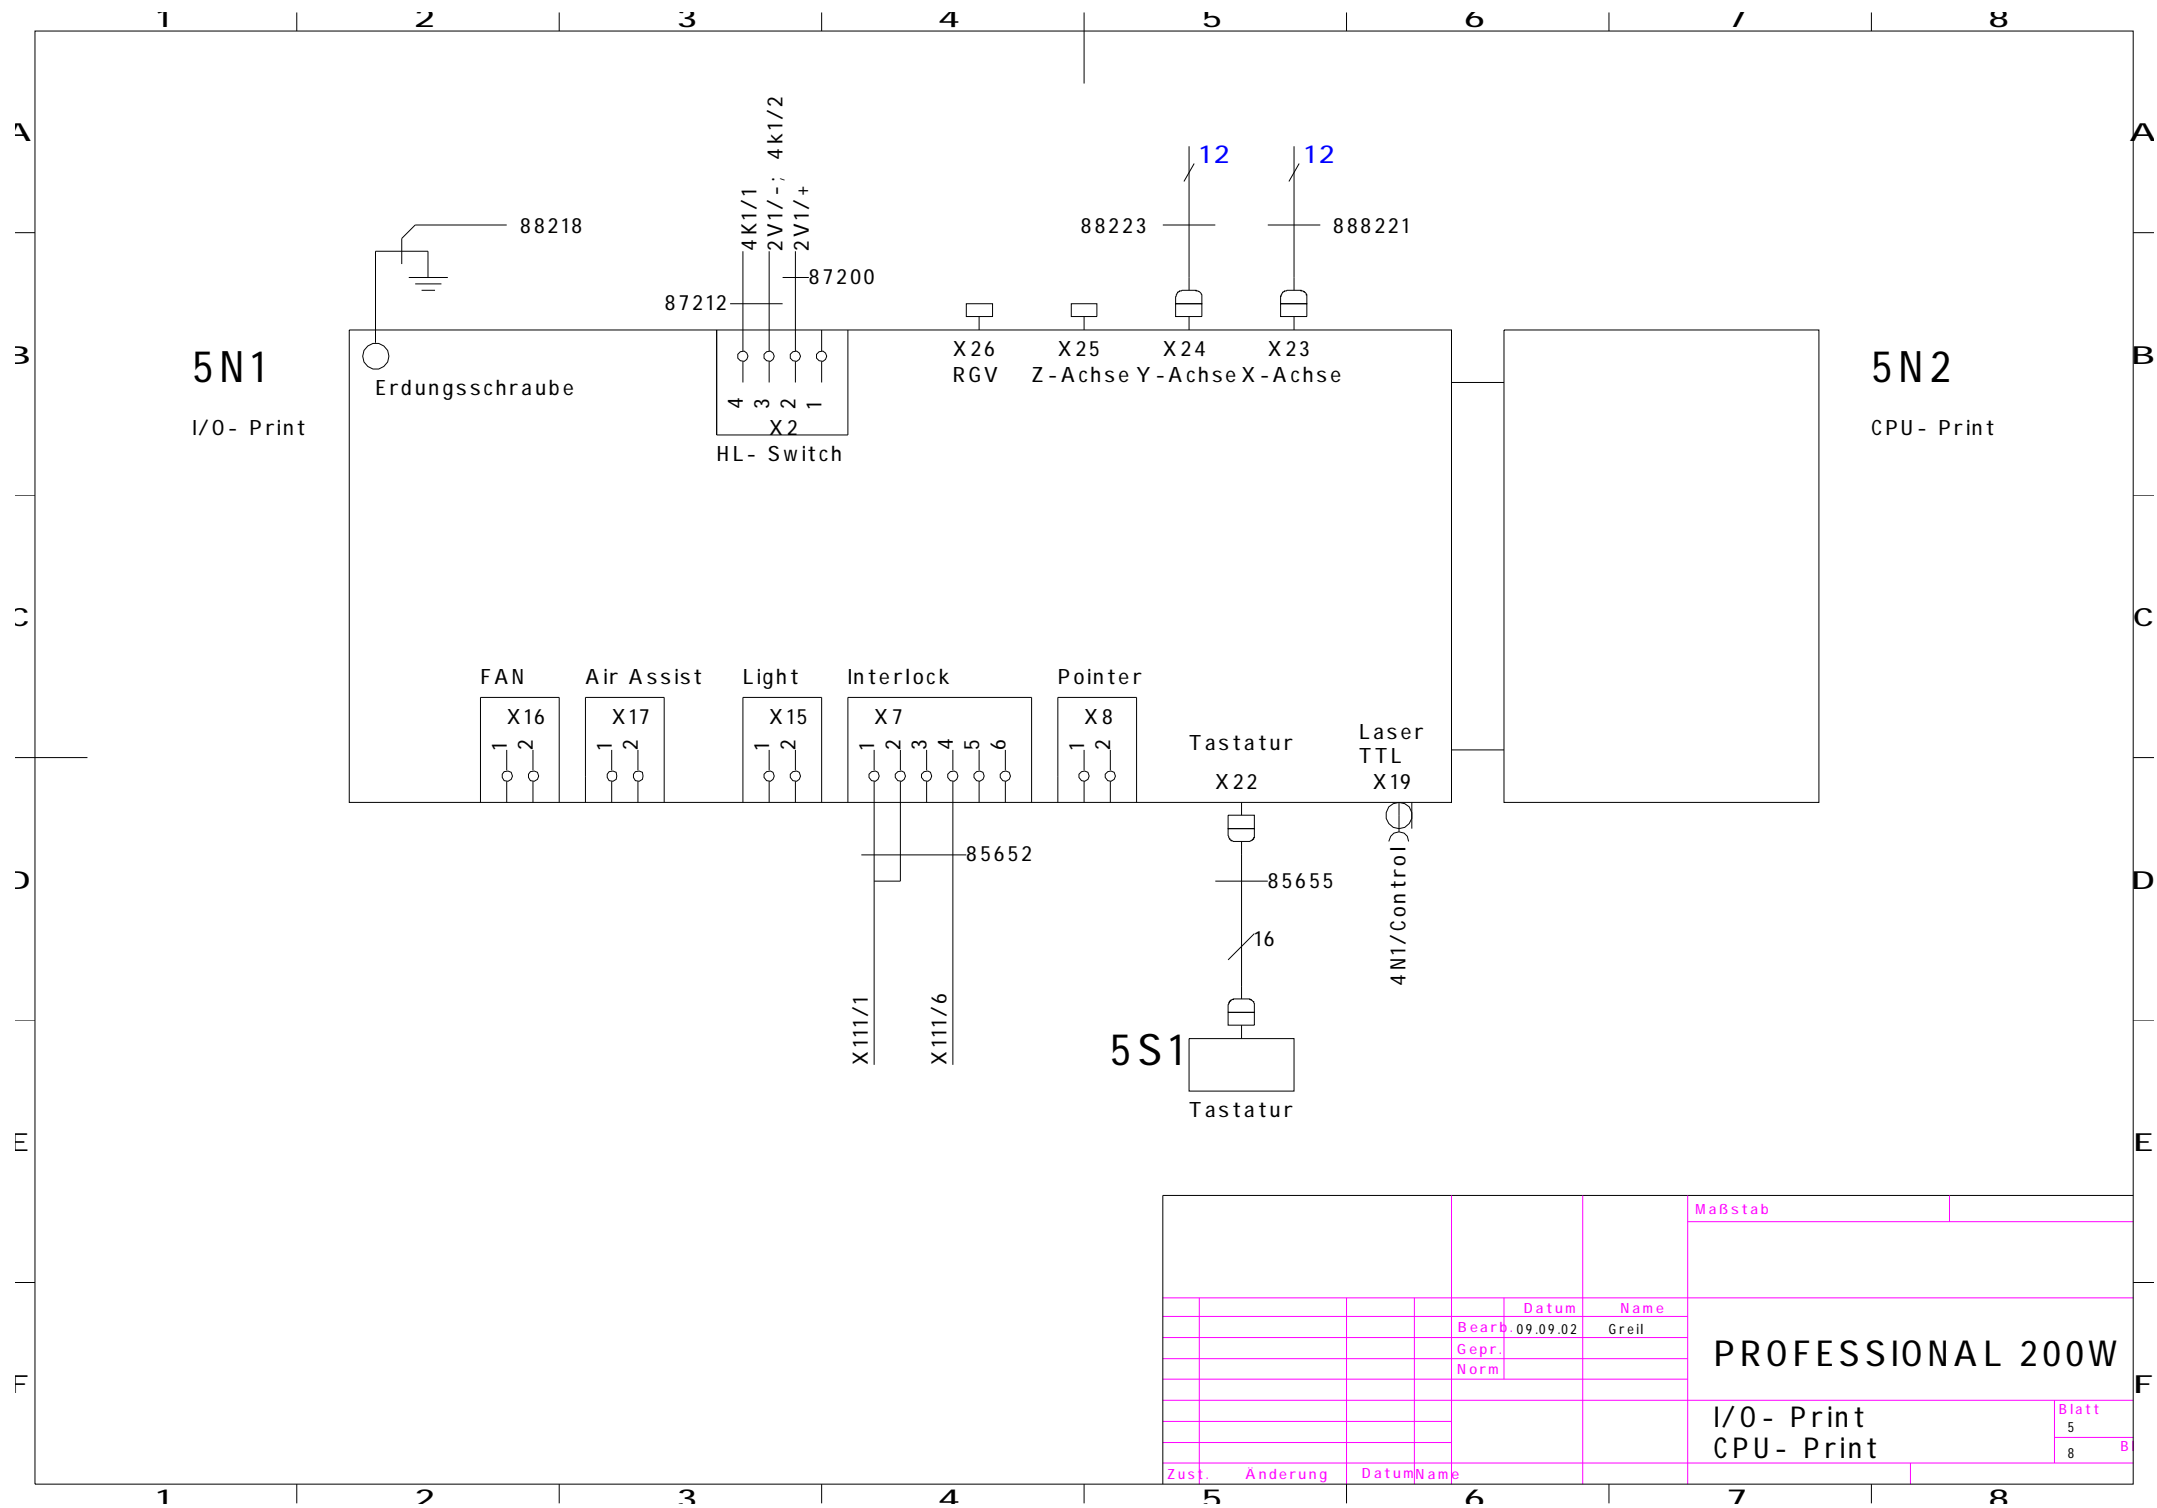 1 2 3 4 5 6 7 8
A A
4K1/1
2V1/-; 4k1/2
2V1/+
12 12
88218
88223
888221
87200
87212
B B
5N1
I/O- Print
Erdungsschraube
4 3 2 1
X2
HL- Switch
X26
RGV
X25
Z-Achse
X24
Y-Achse
X23
X-Achse
5N2
CPU- Print
C C
FAN
X16
1 2
Air Assist
X17
1 2
Light
X15
1 2
Interlock
X7
1 2 3 4 5 6
Pointer
X8
1 2
Tastatur
X22
Laser
TTL
X19
D D
85652
85655
16
4N1/Control
X111/1
X111/6
5S1
Tastatur
E E
Maßstab
Datum Name
Bearb. 09.09.02 Greil
Gepr.
Norm
PROFESSIONAL 200W
F F
I/O- Print
CPU- Print
Blatt
5
8
Zust. Änderung Datum Name
1 2 3 4 5 6 7 8